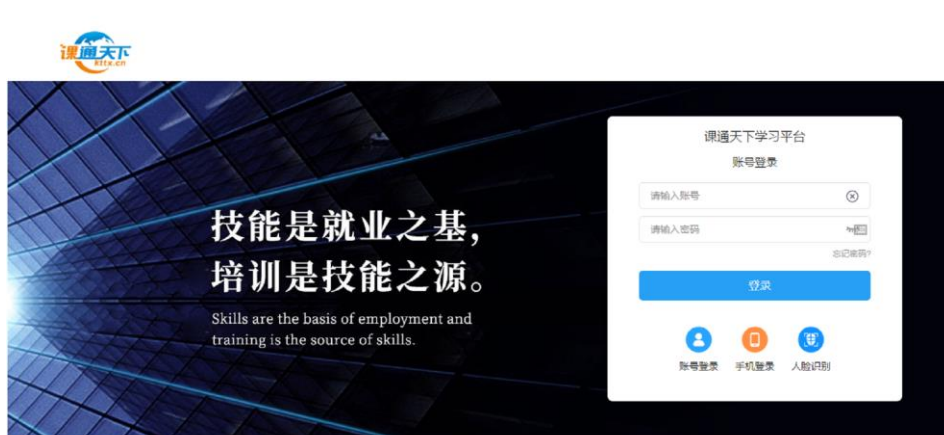 课通天下
kttx.cn
课通天下学习平台
账号登录
请输入账号
请输入密码
忘记密码?
登录
账号登录
手机登录
人脸识别
技能是就业之基,
培训是技能之源。
Skills are the basis of employment and
training is the source of skills.